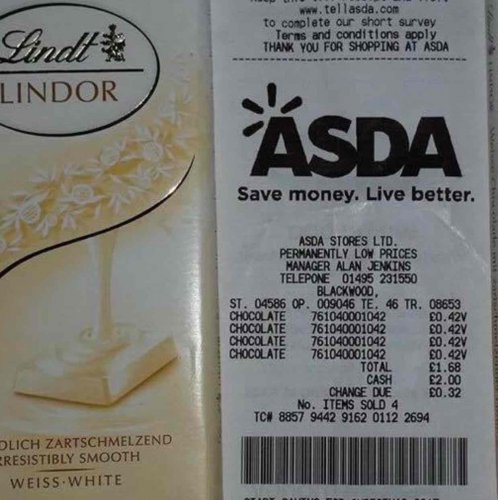 Lindt
LINDOR
DLICH ZARTSCHMELZEND
RRESISTIBLY SMOOTH
WEISS·WHITE
www.tellasda.com
to complete our short survey
Terms and conditions apply
THANK YOU FOR SHOPPING AT ASDA
ASDA
Save money. Live better.
ASDA STORES LTD.
PERMANENTLY LOW PRICES
MANAGER ALAN JENKINS
TELEPONE 01495 231550
BLACKWOOD
ST. 04586 OP. 009046 TE. 46 TR. 08653
CHOCOLATE 761040001042 £0.42V
CHOCOLATE 761040001042 £0.42V
CHOCOLATE 761040001042 £0.42V
CHOCOLATE 761040001042 £0.42V
TOTAL £1.68
CASH £2.00
CHANGE DUE £0.32
No. ITEMS SOLD 4
TC# 8857 9442 9162 0112 2694